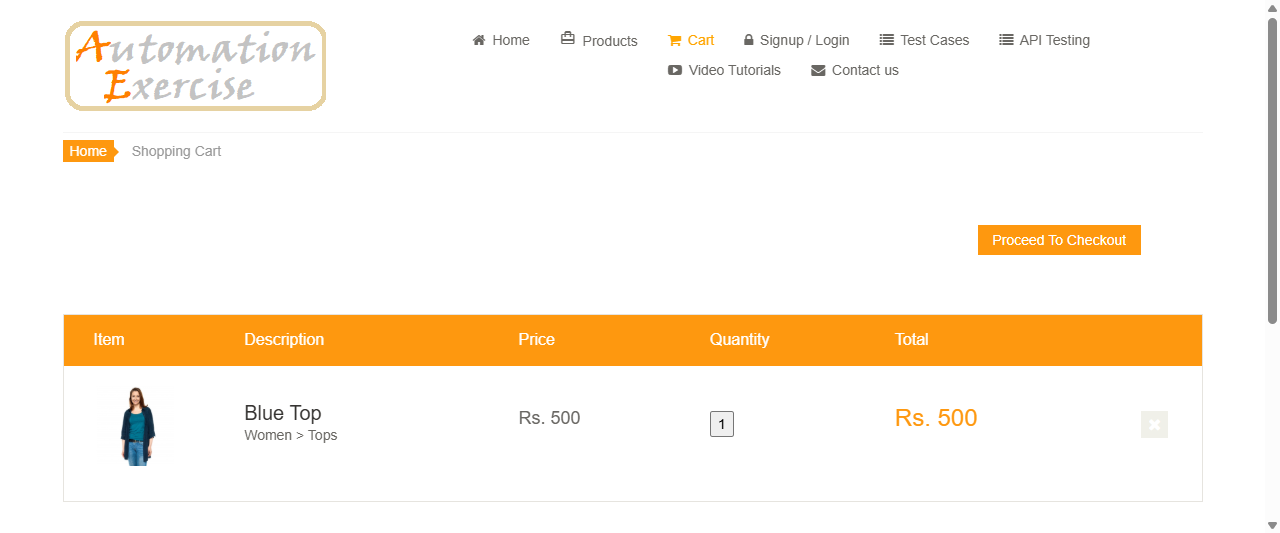 Automation
Exercise
Home Products Cart Signup / Login Test Cases API Testing
Video Tutorials Contact us
Home Shopping Cart
Proceed To Checkout
Item Description Price Quantity Total
Blue Top Rs. 500 1 Rs. 500
Women > Tops